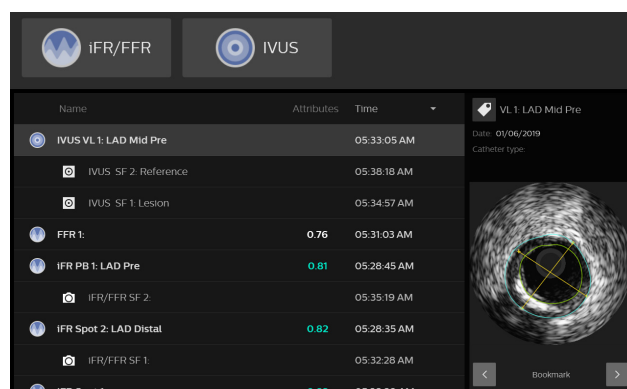 iFR/FFR IVUS
Name Attributes Time
VL 1: LAD Mid Pre
Date: 01/06/2019
Catheter type:
IVUS VL 1: LAD Mid Pre 05:33:05 AM
IVUS SF 2: Reference 05:38:18 AM
IVUS SF 1: Lesion 05:34:57 AM
FFR 1: 0.76 05:31:03 AM
iFR PB 1: LAD Pre 0.81 05:28:45 AM
iFR/FFR SF 2: 05:35:19 AM
iFR Spot 2: LAD Distal 0.82 05:28:35 AM
iFR/FFR SF 1: 05:32:28 AM
Bookmark